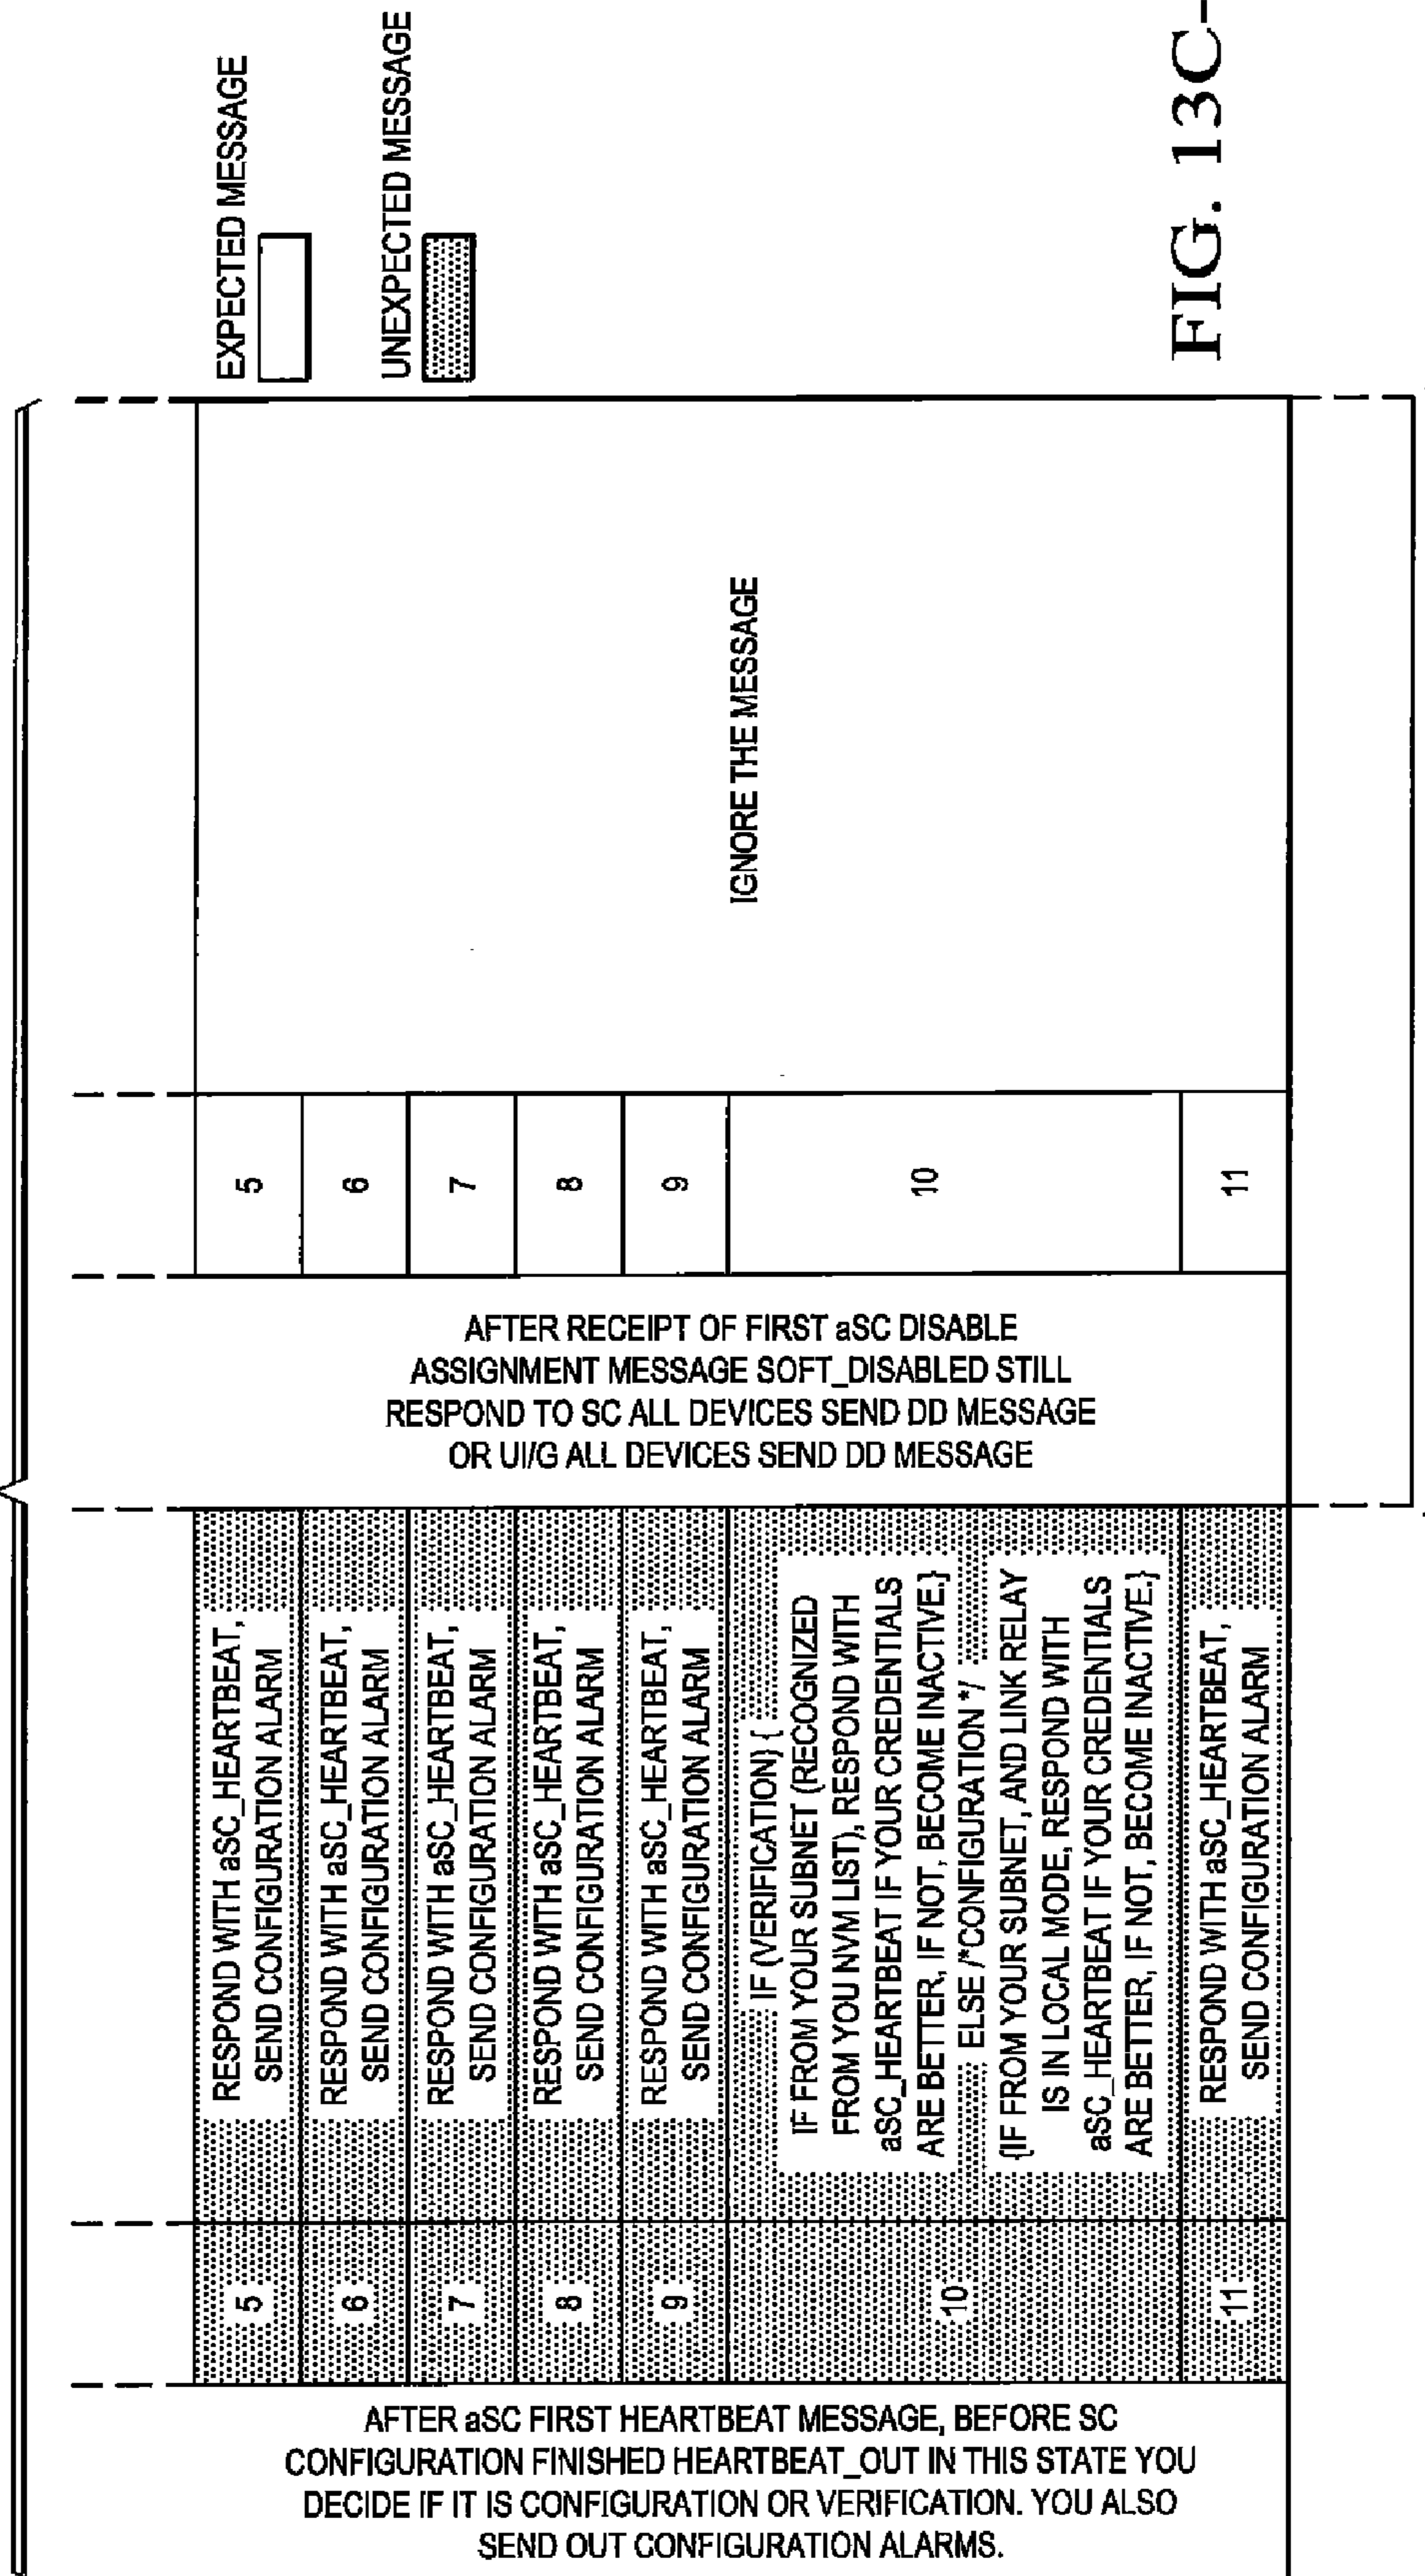 AFTER aSC FIRST HEARTBEAT MESSAGE, BEFORE SC
CONFIGURATION FINISHED HEARTBEAT_OUT IN THIS STATE YOU
DECIDE IF IT IS CONFIGURATION OR VERIFICATION. YOU ALSO
SEND OUT CONFIGURATION ALARMS.
5
RESPOND WITH aSC_HEARTBEAT,
SEND CONFIGURATION ALARM
6
RESPOND WITH aSC_HEARTBEAT,
SEND CONFIGURATION ALARM
7
RESPOND WITH aSC_HEARTBEAT,
SEND CONFIGURATION ALARM
8
RESPOND WITH aSC_HEARTBEAT,
SEND CONFIGURATION ALARM
9
RESPOND WITH aSC_HEARTBEAT,
SEND CONFIGURATION ALARM
10
IF (VERIFICATION) {
IF FROM YOUR SUBNET (RECOGNIZED
FROM YOU NVM LIST), RESPOND WITH
aSC_HEARTBEAT IF YOUR CREDENTIALS
ARE BETTER, IF NOT, BECOME INACTIVE.}
ELSE /*CONFIGURATION */
{IF FROM YOUR SUBNET, AND LINK RELAY
IS IN LOCAL MODE, RESPOND WITH
aSC_HEARTBEAT IF YOUR CREDENTIALS
ARE BETTER, IF NOT, BECOME INACTIVE.}
11
RESPOND WITH aSC_HEARTBEAT,
SEND CONFIGURATION ALARM
AFTER RECEIPT OF FIRST aSC DISABLE
ASSIGNMENT MESSAGE SOFT_DISABLED STILL
RESPOND TO SC ALL DEVICES SEND DD MESSAGE
OR UI/G ALL DEVICES SEND DD MESSAGE
5
6
7
8
9
10
11
IGNORE THE MESSAGE
EXPECTED MESSAGE
UNEXPECTED MESSAGE
FIG. 13C-